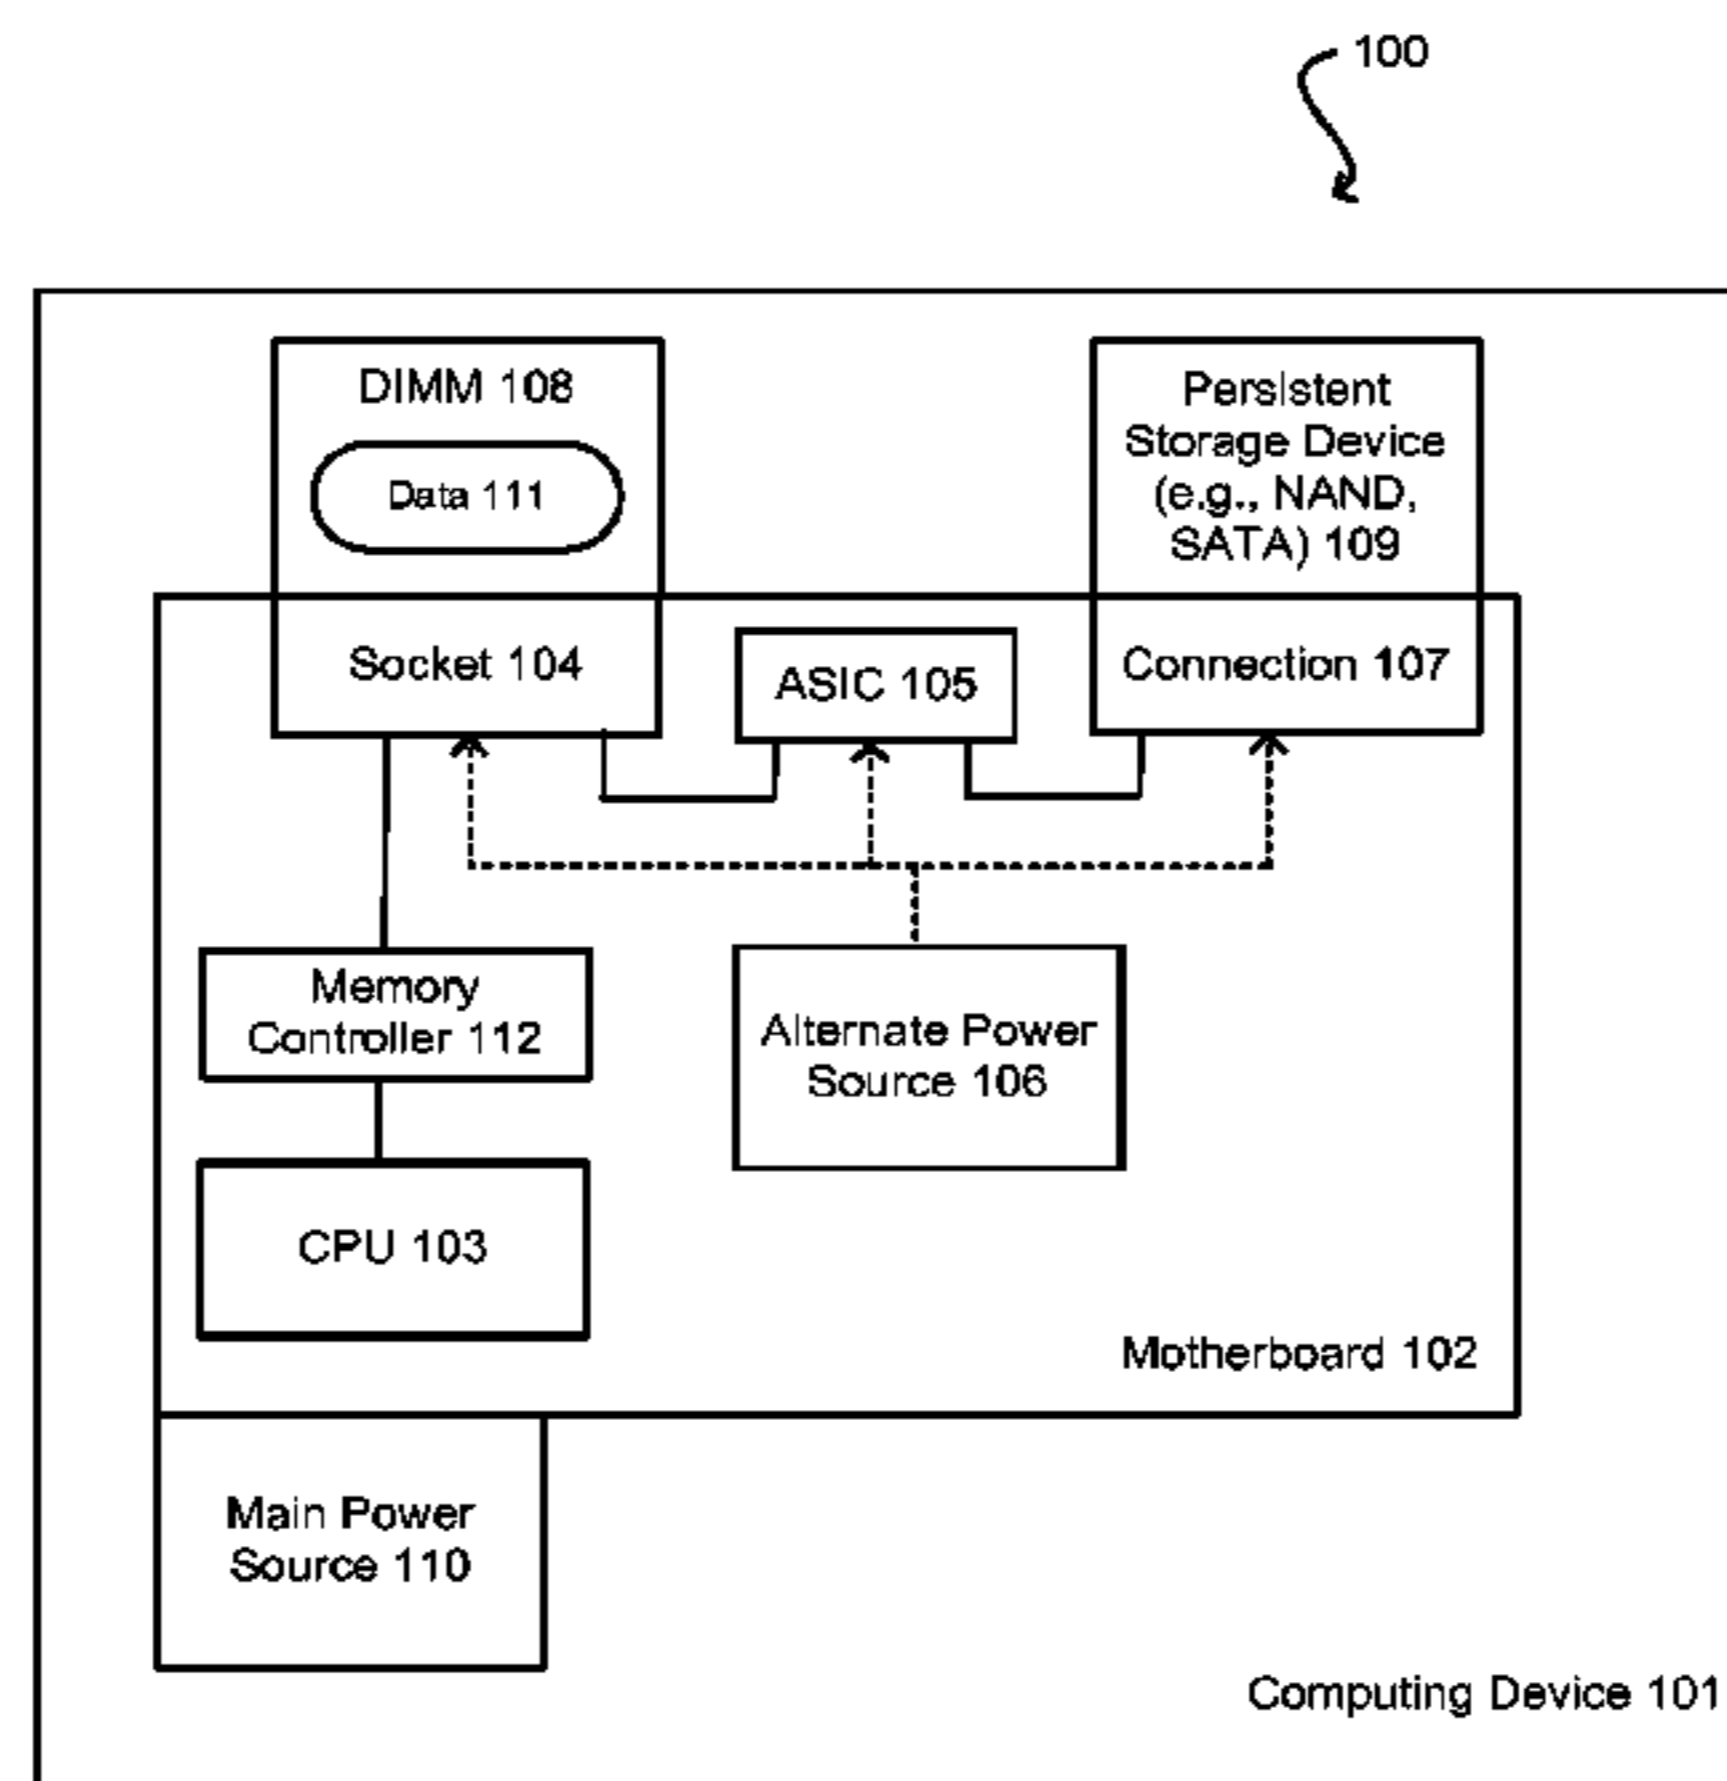 100
DIMM 108
Data 111
Persistent
Storage Device
(e.g., NAND,
SATA) 109
Socket 104
ASIC 105
Connection 107
Memory
Controller 112
Alternate Power
Source 106
CPU 103
Motherboard 102
Main Power
Source 110
Computing Device 101